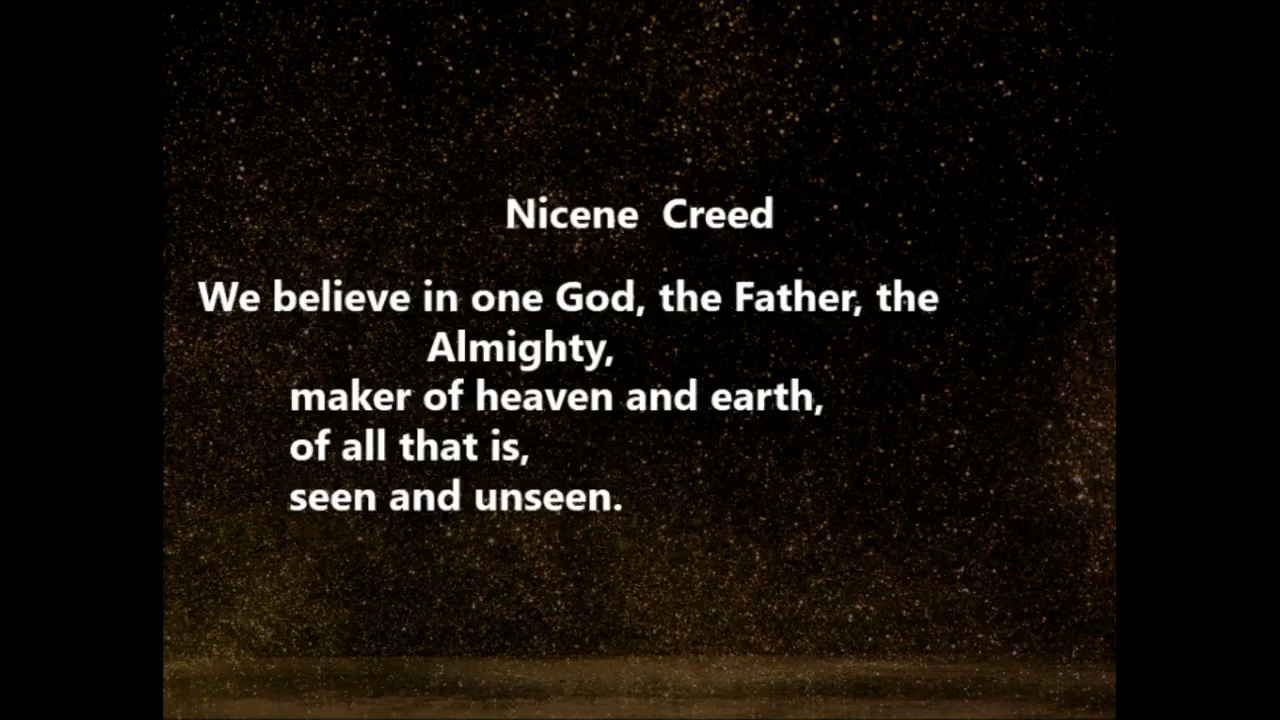 Nicene Creed
We believe in one God, the Father, the
Almighty,
maker of heaven and earth,
of all that is,
seen and unseen.